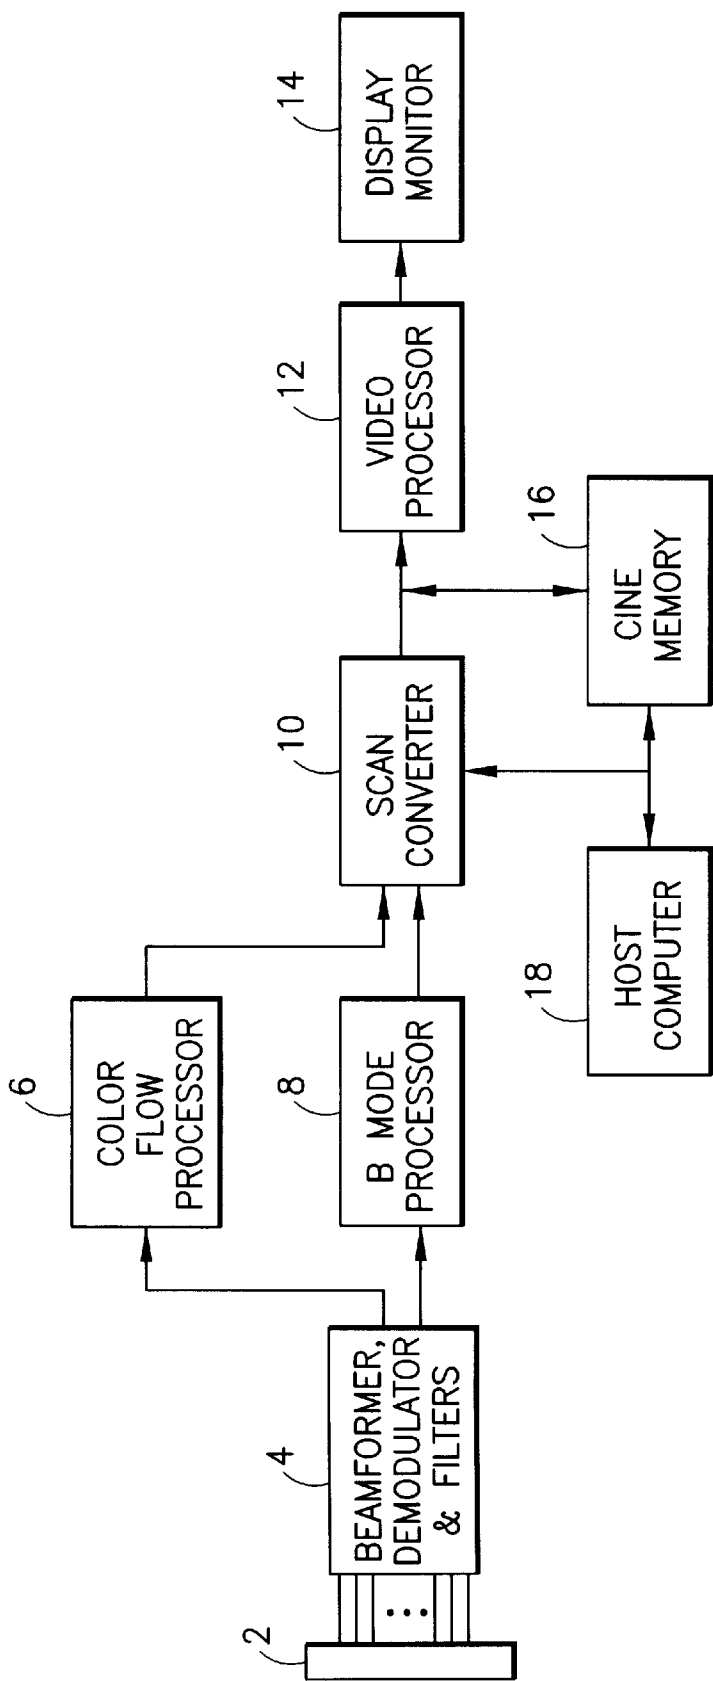 2
4
BEAMFORMER,
DEMODULATOR
& FILTERS
6
COLOR
FLOW
PROCESSOR
8
B MODE
PROCESSOR
10
SCAN
CONVERTER
12
VIDEO
PROCESSOR
14
DISPLAY
MONITOR
18
HOST
COMPUTER
16
CINE
MEMORY